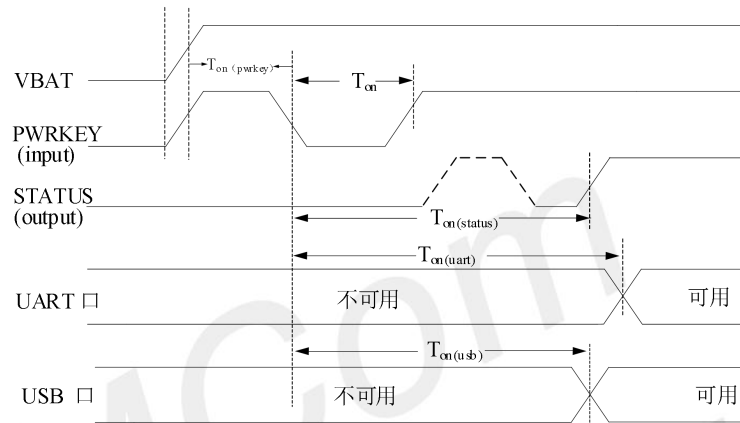 VBAT
Ton (pwrkey)
Ton
PWRKEY
(input)
STATUS
(output)
Ton(status)
Ton(uart)
UART 口
不可用
可用
Ton(usb)
USB 口
不可用
可用